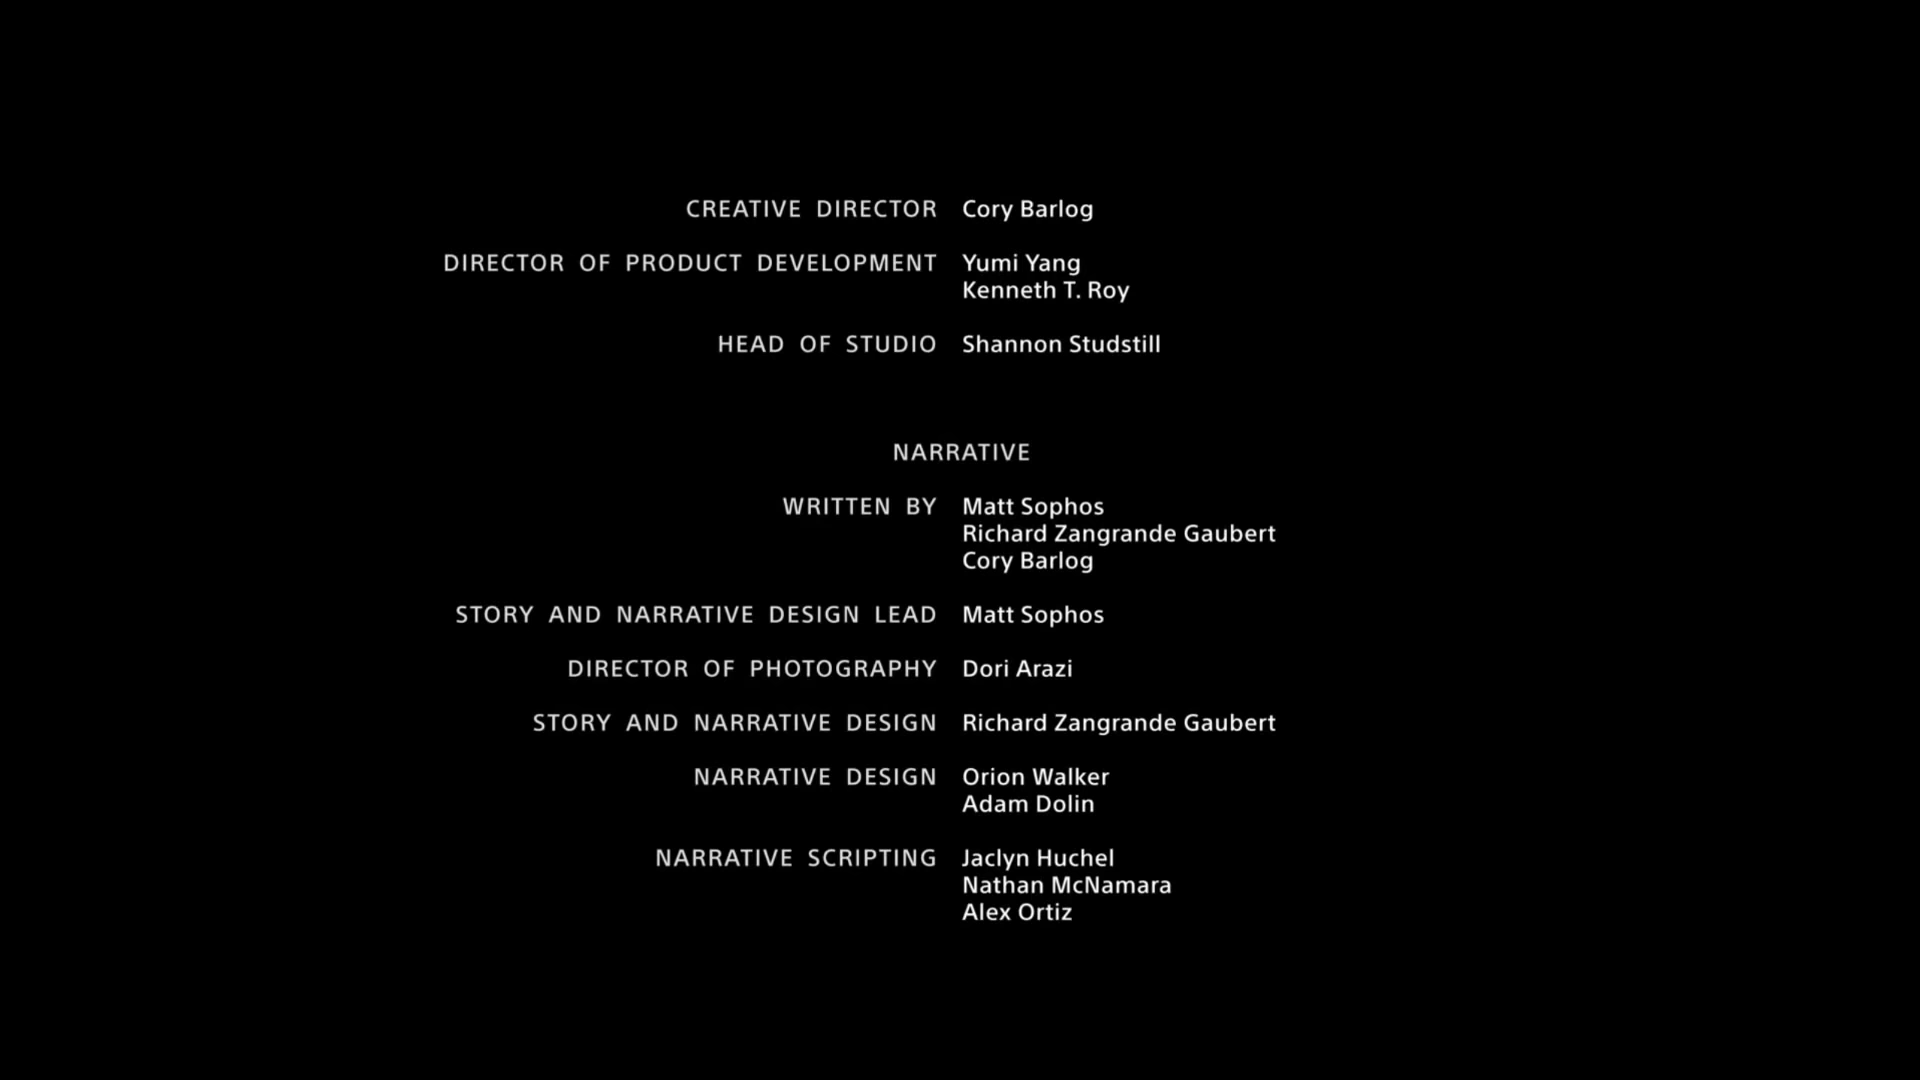 CREATIVE DIRECTOR Cory Barlog
DIRECTOR OF PRODUCT DEVELOPMENT Yumi Yang
Kenneth T. Roy
HEAD OF STUDIO Shannon Studstill
NARRATIVE
WRITTEN BY Matt Sophos
Richard Zangrande Gaubert
Cory Barlog
STORY AND NARRATIVE DESIGN LEAD Matt Sophos
DIRECTOR OF PHOTOGRAPHY Dori Arazi
STORY AND NARRATIVE DESIGN Richard Zangrande Gaubert
NARRATIVE DESIGN Orion Walker
Adam Dolin
NARRATIVE SCRIPTING Jaclyn Huchel
Nathan McNamara
Alex Ortiz